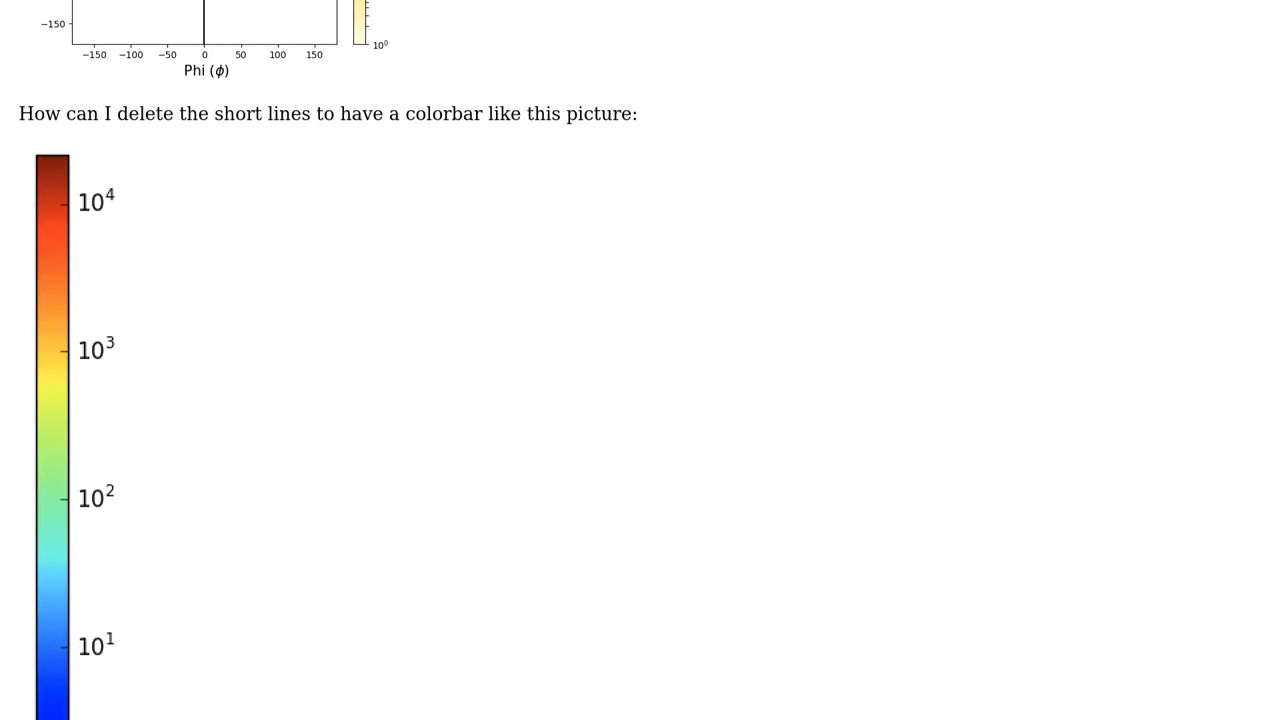 −150
−150 −100 −50 0 50 100 150
10⁰
Phi (ϕ)
How can I delete the short lines to have a colorbar like this picture:
10⁴
10³
10²
10¹